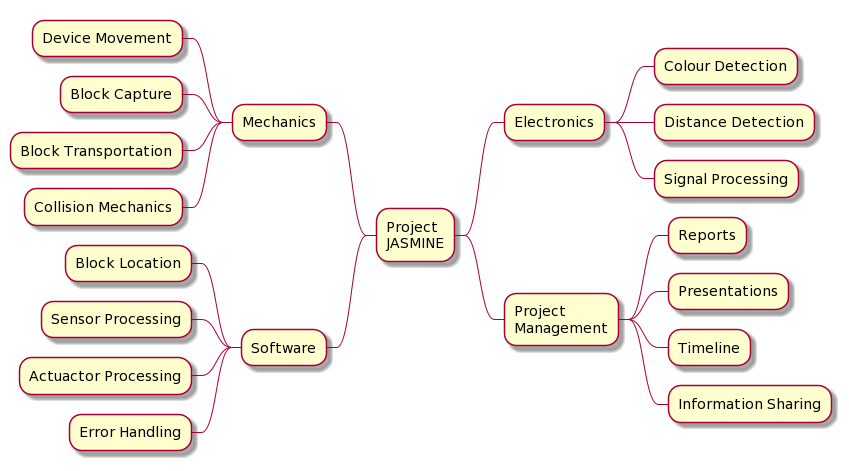 Project
JASMINE
Mechanics
Device Movement
Block Capture
Block Transportation
Collision Mechanics
Software
Block Location
Sensor Processing
Actuactor Processing
Error Handling
Electronics
Colour Detection
Distance Detection
Signal Processing
Project
Management
Reports
Presentations
Timeline
Information Sharing